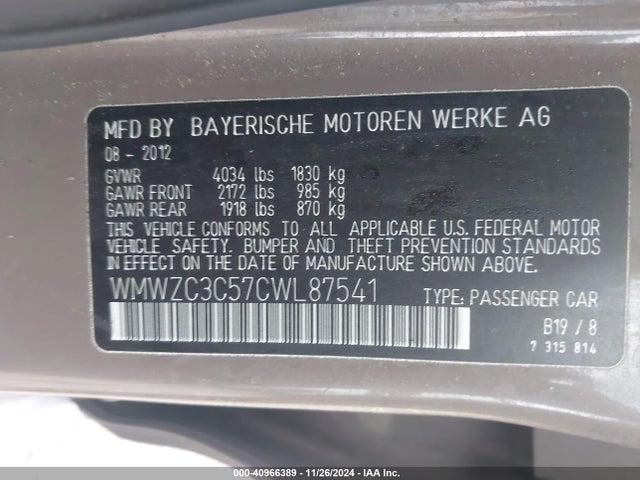 MFD BY BAYERISCHE MOTOREN WERKE AG
08 - 2012
GVWR 4034 lbs 1830 kg
GAWR FRONT 2172 lbs 985 kg
GAWR REAR 1918 lbs 870 kg
THIS VEHICLE CONFORMS TO ALL APPLICABLE U.S. FEDERAL MOTOR
VEHICLE SAFETY, BUMPER AND THEFT PREVENTION STANDARDS
IN EFFECT ON THE DATE OF MANUFACTURE SHOWN ABOVE.
WMWZC3C57CWL87541 TYPE: PASSENGER CAR
B19 / 8
7 315 814
000-40966389 - 11/26/2024 - IAA Inc.